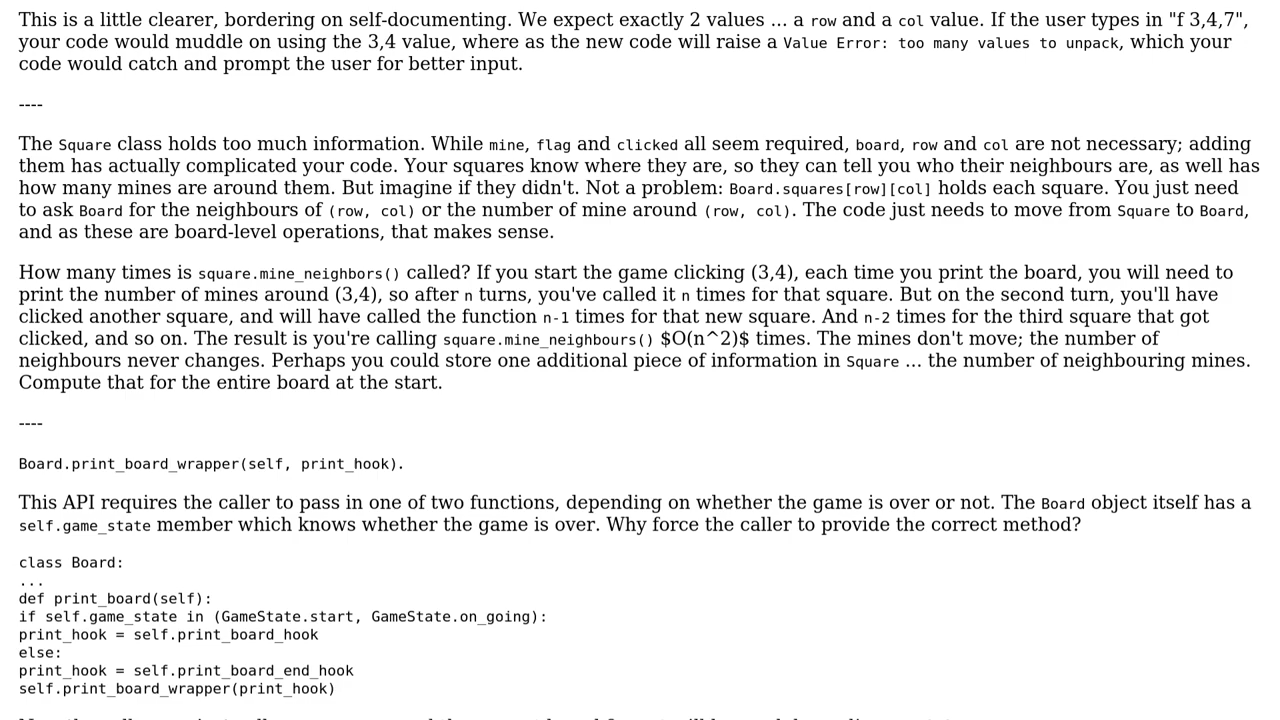 This is a little clearer, bordering on self-documenting. We expect exactly 2 values ... a row and a col value. If the user types in "f 3,4,7",
your code would muddle on using the 3,4 value, where as the new code will raise a Value Error: too many values to unpack, which your
code would catch and prompt the user for better input.
----
The Square class holds too much information. While mine, flag and clicked all seem required, board, row and col are not necessary; adding
them has actually complicated your code. Your squares know where they are, so they can tell you who their neighbours are, as well has
how many mines are around them. But imagine if they didn't. Not a problem: Board.squares[row][col] holds each square. You just need
to ask Board for the neighbours of (row, col) or the number of mine around (row, col). The code just needs to move from Square to Board,
and as these are board-level operations, that makes sense.
How many times is square.mine_neighbors() called? If you start the game clicking (3,4), each time you print the board, you will need to
print the number of mines around (3,4), so after n turns, you've called it n times for that square. But on the second turn, you'll have
clicked another square, and will have called the function n-1 times for that new square. And n-2 times for the third square that got
clicked, and so on. The result is you're calling square.mine_neighbours() $O(n^2)$ times. The mines don't move; the number of
neighbours never changes. Perhaps you could store one additional piece of information in Square ... the number of neighbouring mines.
Compute that for the entire board at the start.
----
Board.print_board_wrapper(self, print_hook).
This API requires the caller to pass in one of two functions, depending on whether the game is over or not. The Board object itself has a
self.game_state member which knows whether the game is over. Why force the caller to provide the correct method?
class Board:
...
def print_board(self):
if self.game_state in (GameState.start, GameState.on_going):
print_hook = self.print_board_hook
else:
print_hook = self.print_board_end_hook
self.print_board_wrapper(print_hook)